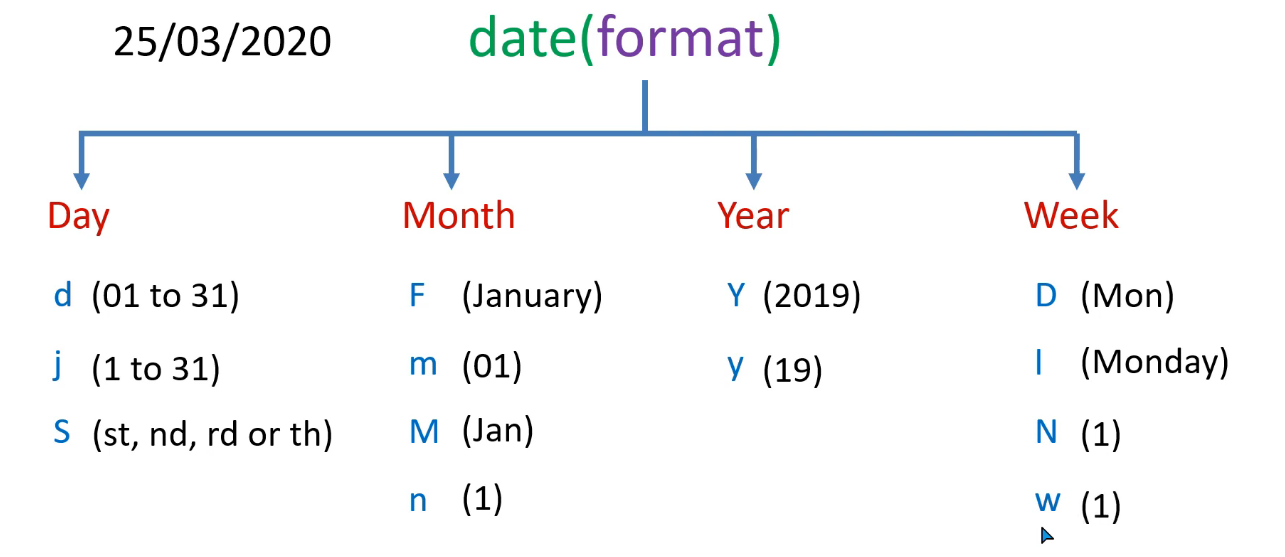 25/03/2020 date(format)
Day Month Year Week
d (01 to 31) F (January) Y (2019) D (Mon)
j (1 to 31) m (01) y (19) l (Monday)
S (st, nd, rd or th) M (Jan) N (1)
n (1) w (1)